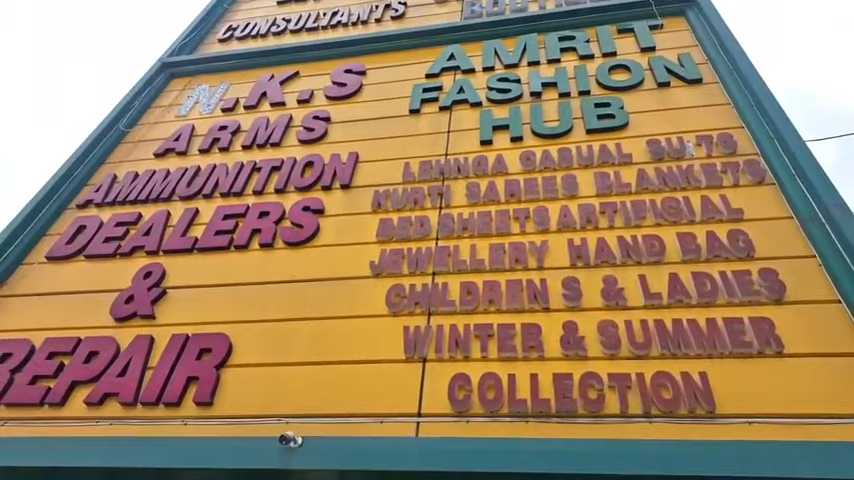 CONSULTANTS
N.K.S
ARMS
AMMUNITION
DEALERS
&
REPAIR
AMRIT
FASHION
HUB
LEHNGA CASUAL SUITS
KURTI SAREES BLANKETS
BED SHEETS ARTIFICIAL
JEWELLERY HAND BAG
CHILDREN S & LADIES
WINTER & SUMMER
COLLECTION